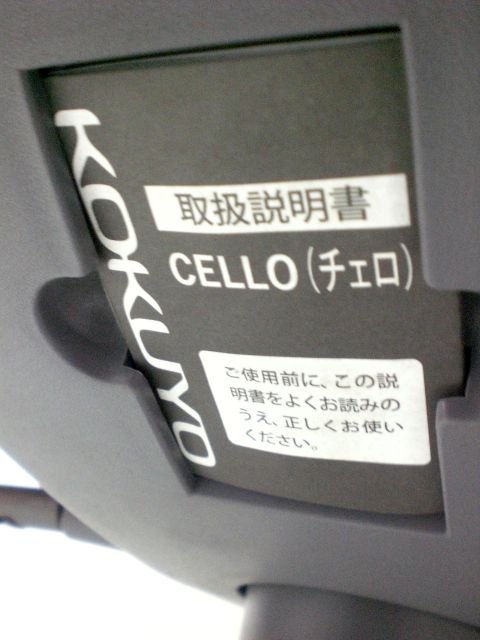 KOKUYO
取扱説明書
CELLO(チェロ)
ご使用前に、この説
明書をよくお読みの
うえ、正しくお使い
ください。